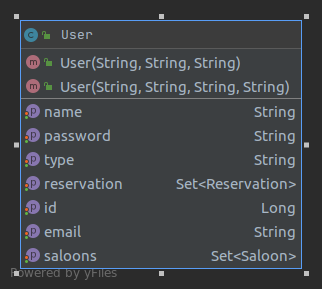 C User
m User(String, String, String)
m User(String, String, String, String)
p name String
p password String
p type String
p reservation Set<Reservation>
p id Long
p email String
p saloons Set<Saloon>
Powered by yFiles